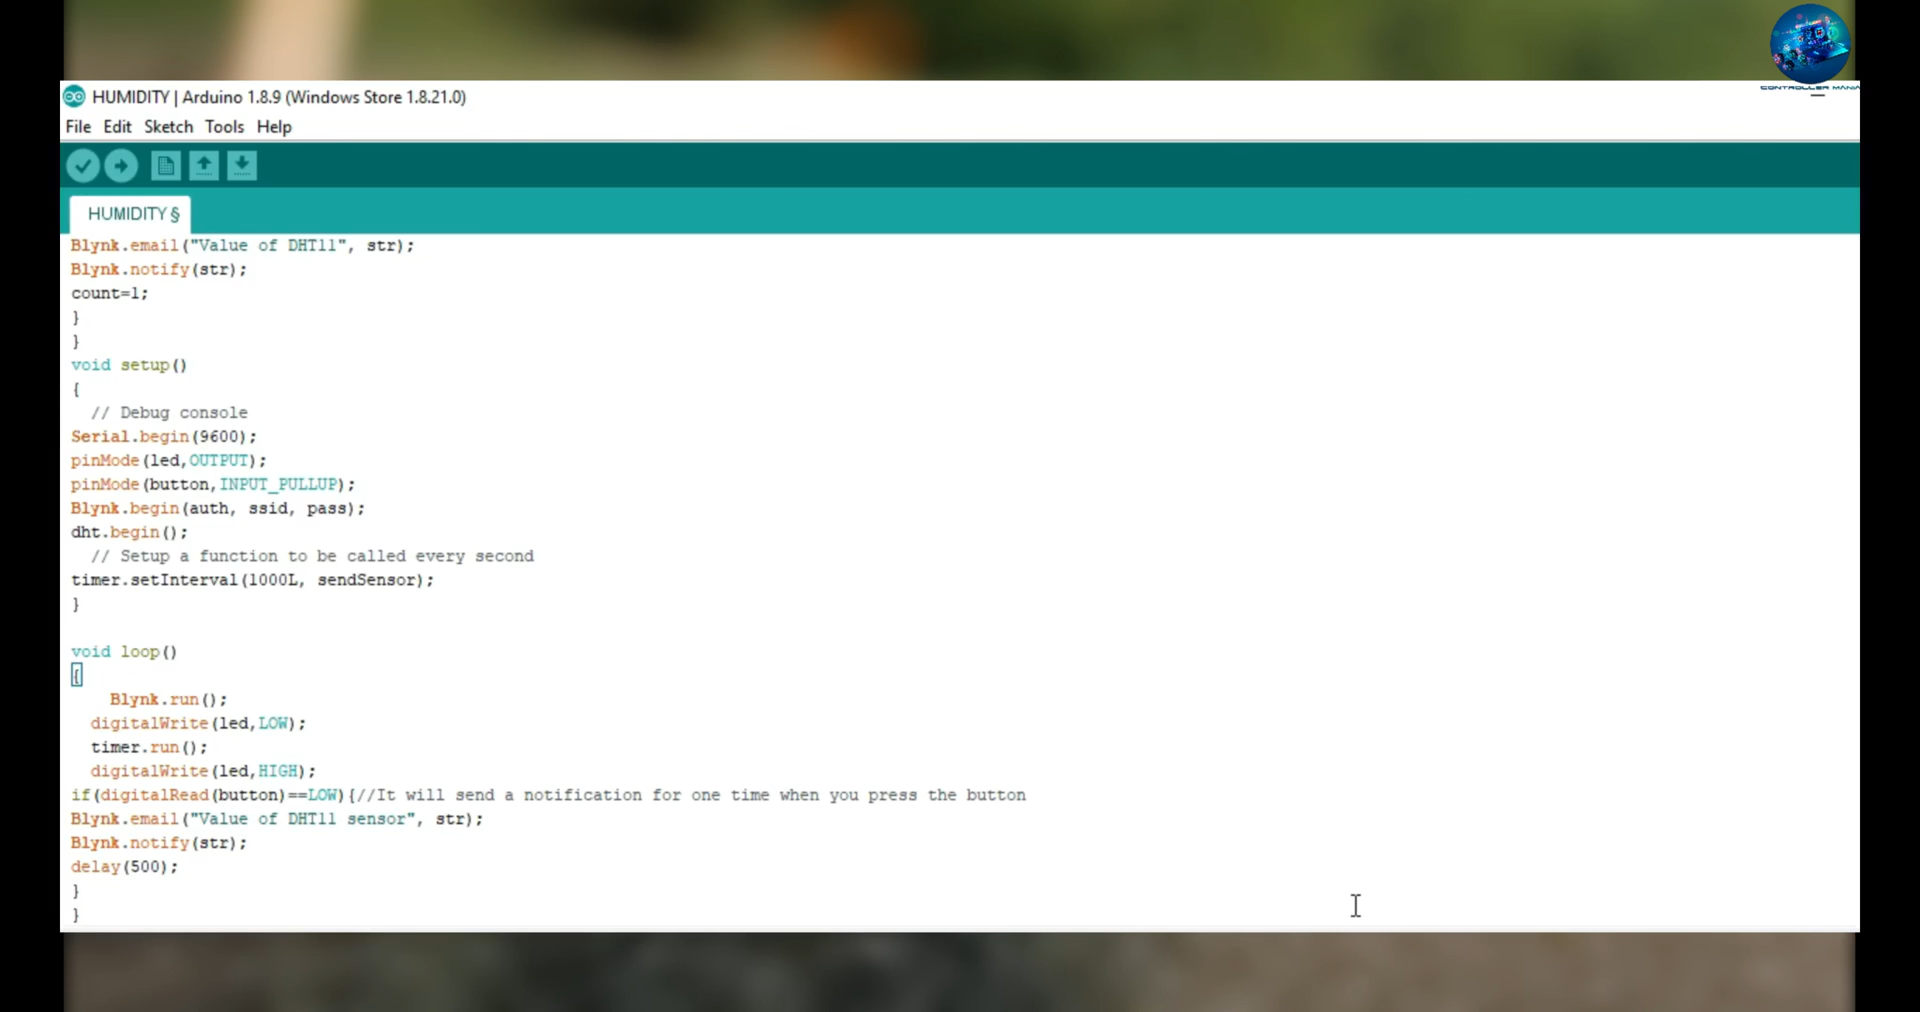 CONTROLLER MANIA
HUMIDITY | Arduino 1.8.9 (Windows Store 1.8.21.0)
File Edit Sketch Tools Help
HUMIDITY §
Blynk.email("Value of DHT11", str);
Blynk.notify(str);
count=1;
}
}
void setup()
{
// Debug console
Serial.begin(9600);
pinMode(led,OUTPUT);
pinMode(button,INPUT_PULLUP);
Blynk.begin(auth, ssid, pass);
dht.begin();
// Setup a function to be called every second
timer.setInterval(1000L, sendSensor);
}
void loop()
{
Blynk.run();
digitalWrite(led,LOW);
timer.run();
digitalWrite(led,HIGH);
if(digitalRead(button)==LOW){//It will send a notification for one time when you press the button
Blynk.email("Value of DHT11 sensor", str);
Blynk.notify(str);
delay(500);
}
}